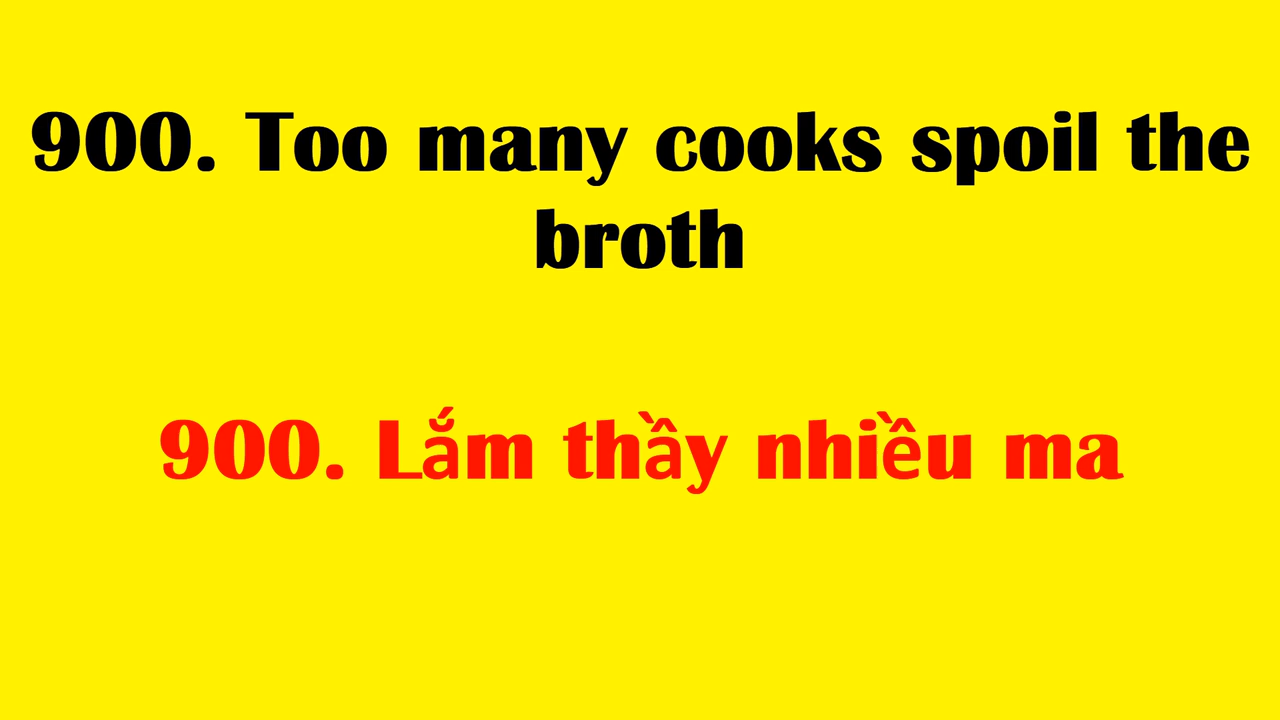 900. Too many cooks spoil the
broth
900. Lắm thầy nhiều ma